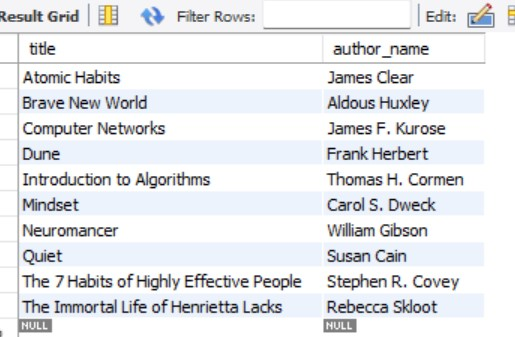 Result Grid Filter Rows: Edit:
title author_name
Atomic Habits James Clear
Brave New World Aldous Huxley
Computer Networks James F. Kurose
Dune Frank Herbert
Introduction to Algorithms Thomas H. Cormen
Mindset Carol S. Dweck
Neuromancer William Gibson
Quiet Susan Cain
The 7 Habits of Highly Effective People Stephen R. Covey
The Immortal Life of Henrietta Lacks Rebecca Skloot
NULL NULL